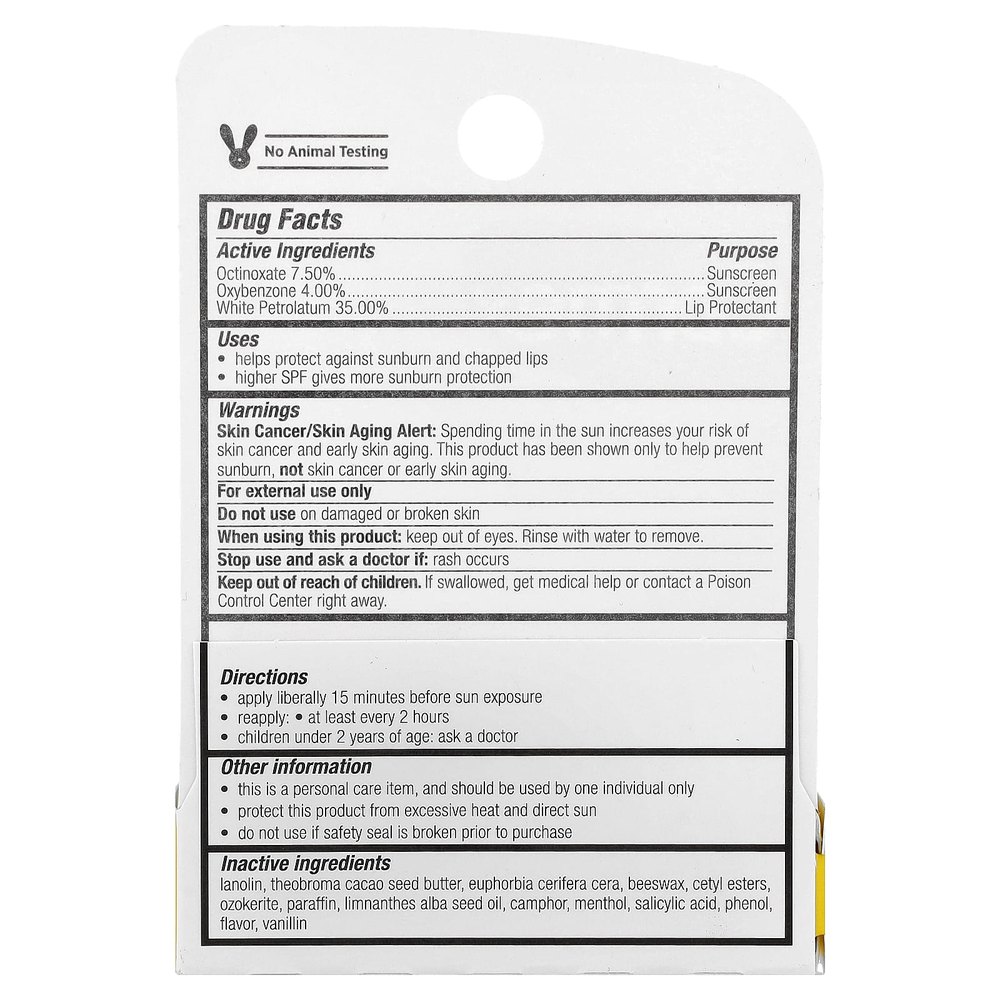 No Animal Testing
Drug Facts
Active Ingredients Purpose
Octinoxate 7.50%..........Sunscreen
Oxybenzone 4.00%..........Sunscreen
White Petrolatum 35.00%..........Lip Protectant
Uses
• helps protect against sunburn and chapped lips
• higher SPF gives more sunburn protection
Warnings
Skin Cancer/Skin Aging Alert: Spending time in the sun increases your risk of
skin cancer and early skin aging. This product has been shown only to help prevent
sunburn, not skin cancer or early skin aging.
For external use only
Do not use on damaged or broken skin
When using this product: keep out of eyes. Rinse with water to remove.
Stop use and ask a doctor if: rash occurs
Keep out of reach of children. If swallowed, get medical help or contact a Poison
Control Center right away.
Directions
• apply liberally 15 minutes before sun exposure
• reapply: • at least every 2 hours
• children under 2 years of age: ask a doctor
Other information
• this is a personal care item, and should be used by one individual only
• protect this product from excessive heat and direct sun
• do not use if safety seal is broken prior to purchase
Inactive ingredients
lanolin, theobroma cacao seed butter, euphorbia cerifera cera, beeswax, cetyl esters,
ozokerite, paraffin, limnanthes alba seed oil, camphor, menthol, salicylic acid, phenol,
flavor, vanillin